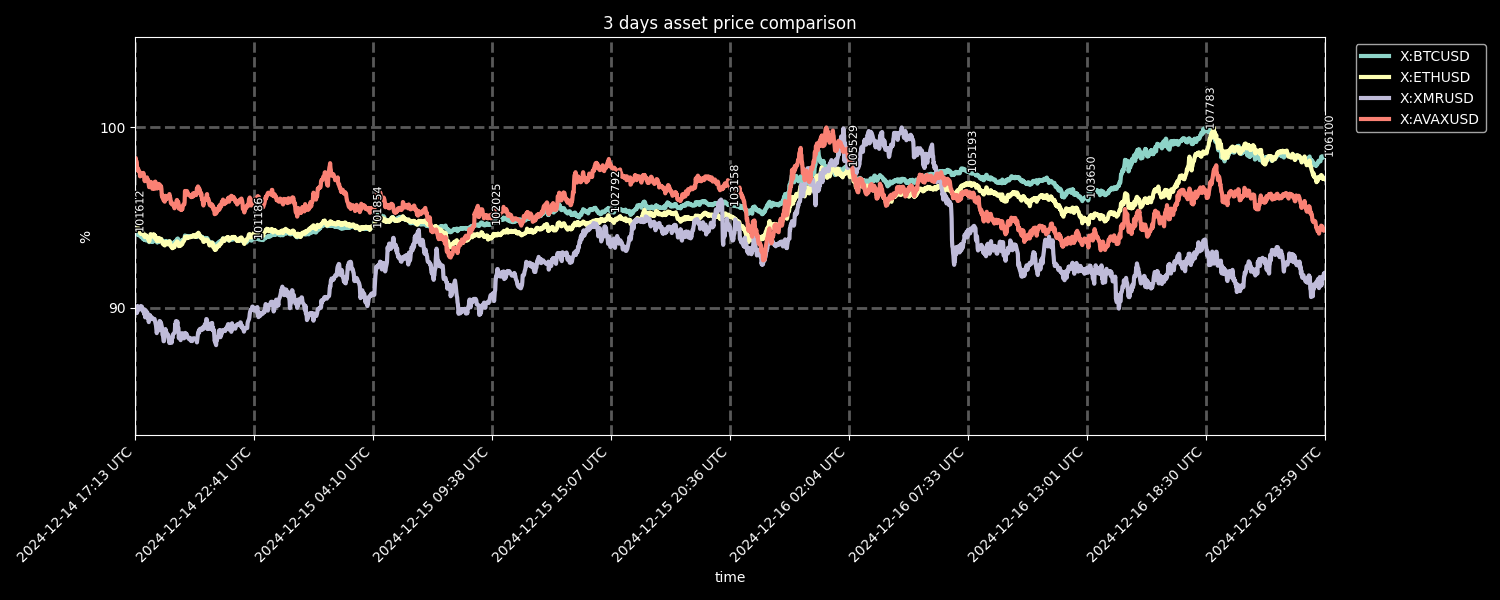 3 days asset price comparison
X:BTCUSD
X:ETHUSD
X:XMRUSD
X:AVAXUSD
%
100
90
101612
101186
101854
102025
102792
103158
105529
105193
103650
107783
106100
2024-12-14 17:13 UTC
2024-12-14 22:41 UTC
2024-12-15 04:10 UTC
2024-12-15 09:38 UTC
2024-12-15 15:07 UTC
2024-12-15 20:36 UTC
2024-12-16 02:04 UTC
2024-12-16 07:33 UTC
2024-12-16 13:01 UTC
2024-12-16 18:30 UTC
2024-12-16 23:59 UTC
time